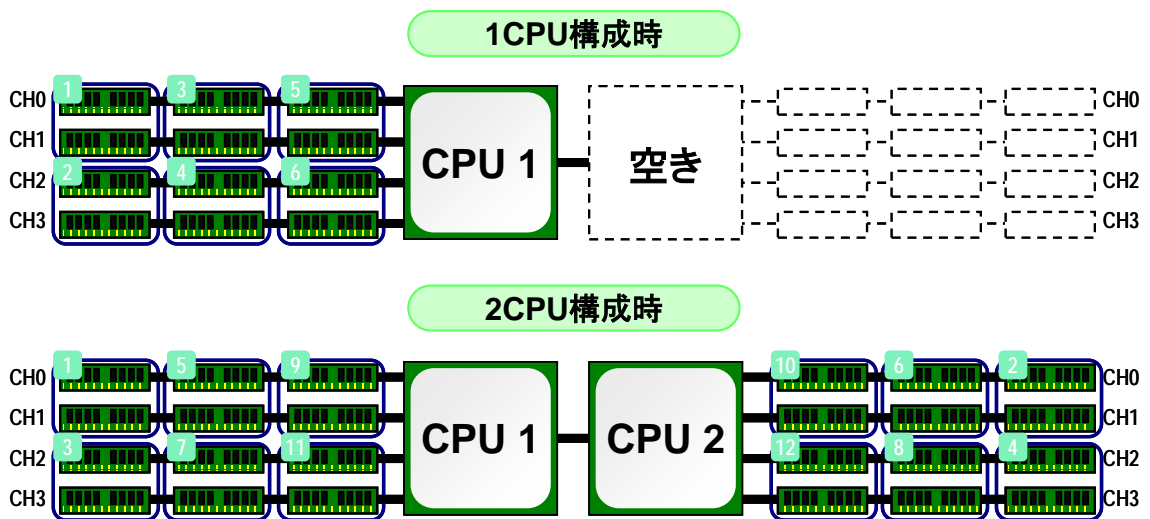 1CPU構成時
1 3 5
CH0 CH0
CH1 CH1
CPU 1 空き
2 4 6
CH2 CH2
CH3 CH3
2CPU構成時
1 5 9 10 6 2
CH0 CH0
CH1 CH1
CPU 1 CPU 2
3 7 11 12 8 4
CH2 CH2
CH3 CH3